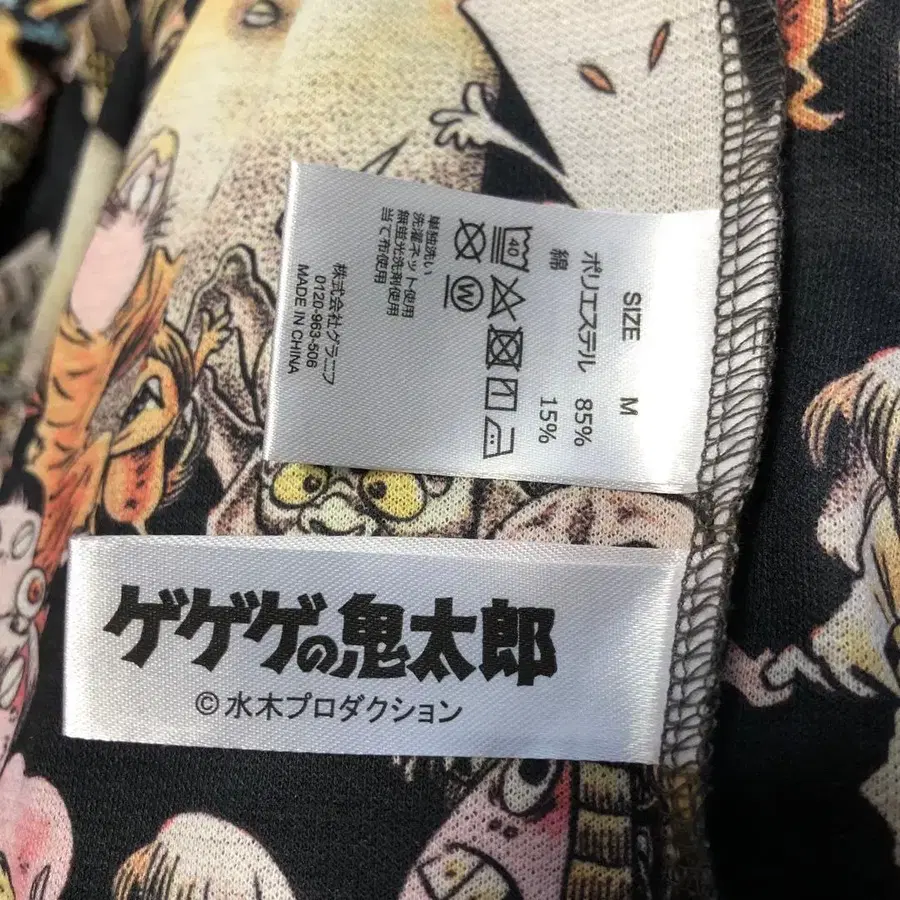 SIZE M
ポリエステル 85%
綿 15%
40
W
単独洗い
洗濯ネット使用
無蛍光洗剤使用
当て布使用
株式会社グラニフ
0120-963-506
MADE IN CHINA
ゲゲゲの鬼太郎
©水木プロダクション